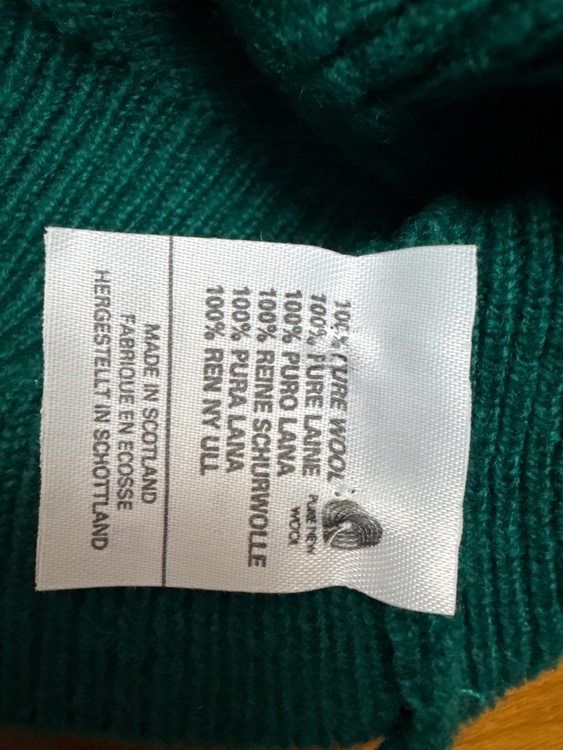 100% PURE WOOL
100% PURE LAINE
100% PURO LANA
100% REINE SCHURWOLLE
100% PURA LANA
100% REN NY ULL
PURE NEW
WOOL
MADE IN SCOTLAND
FABRIQUE EN ECOSSE
HERGESTELLT IN SCHOTTLAND